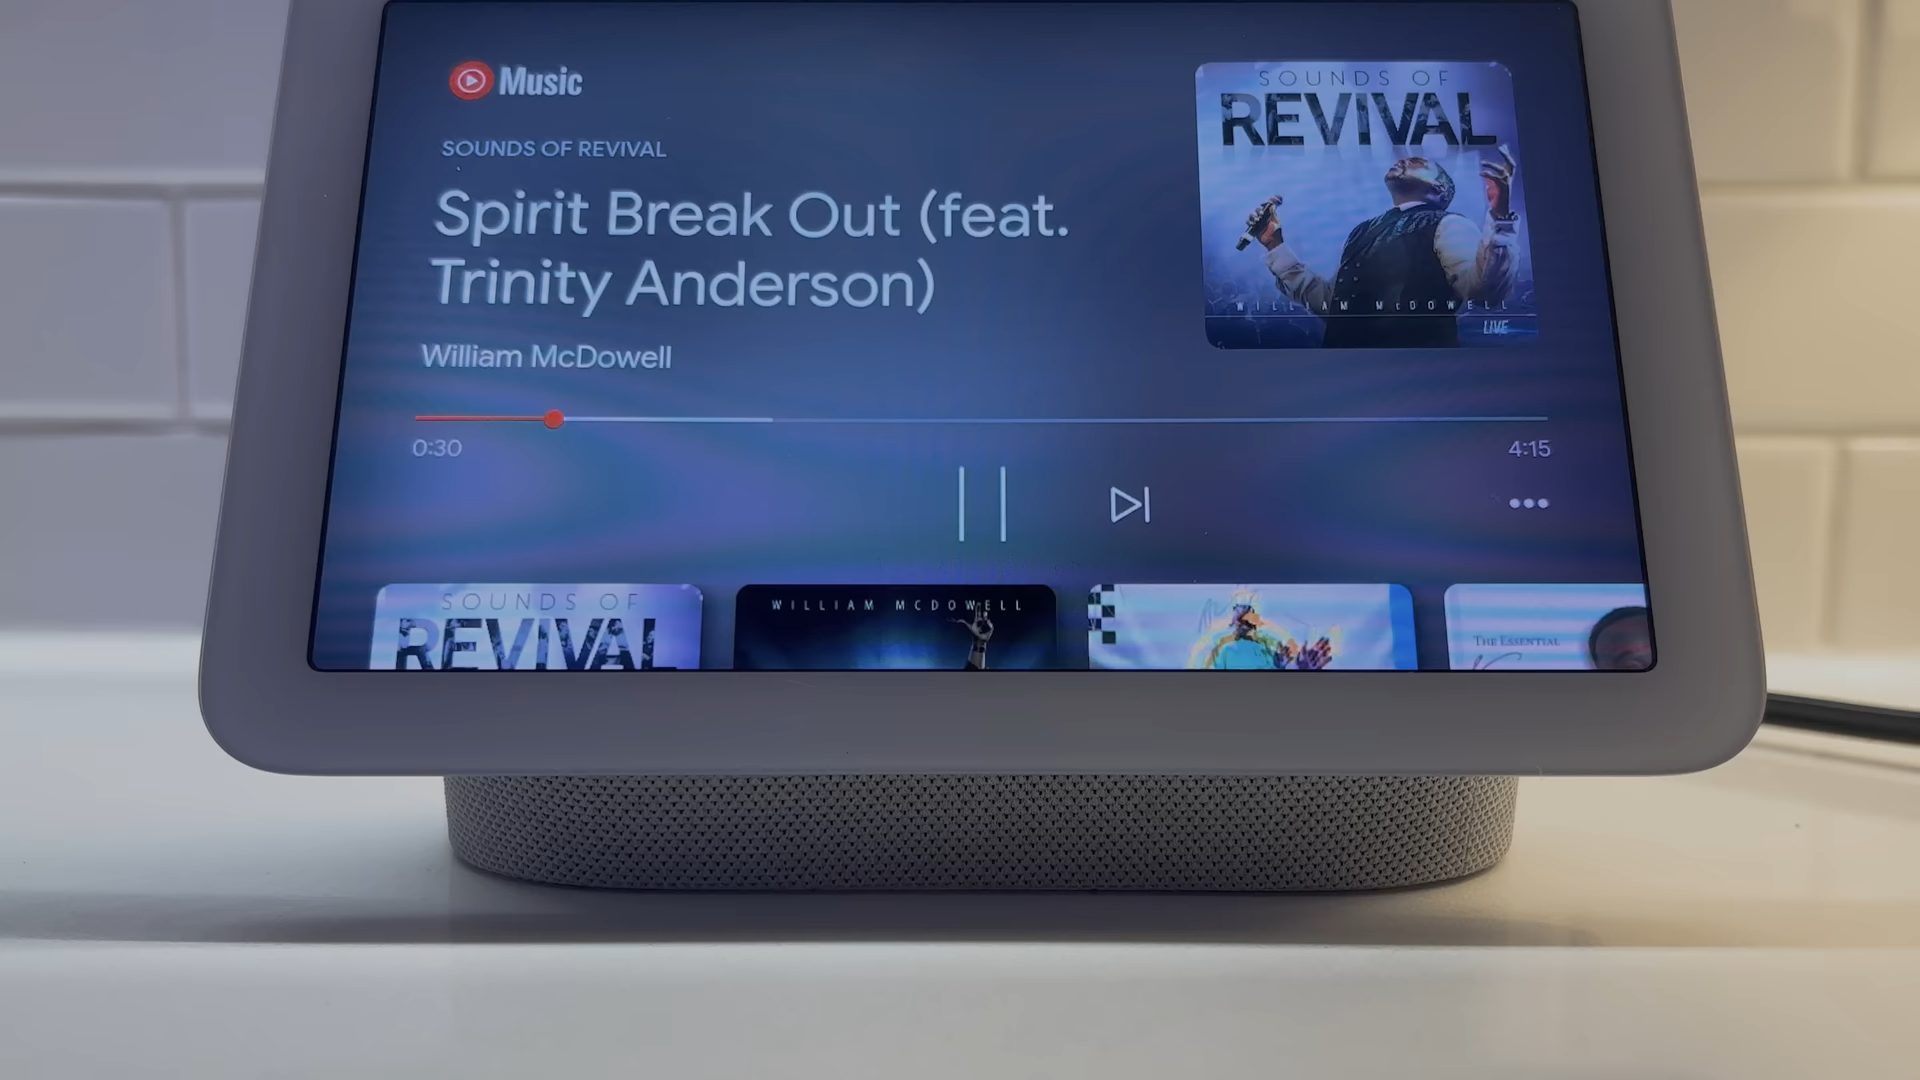 Music
SOUNDS OF REVIVAL
Spirit Break Out (feat.
Trinity Anderson)
William McDowell
0:30
4:15
SOUNDS OF
REVIVAL
WILLIAM McDOWELL
LIVE
SOUNDS OF
REVIVAL
WILLIAM MCDOWELL
THE ESSENTIAL